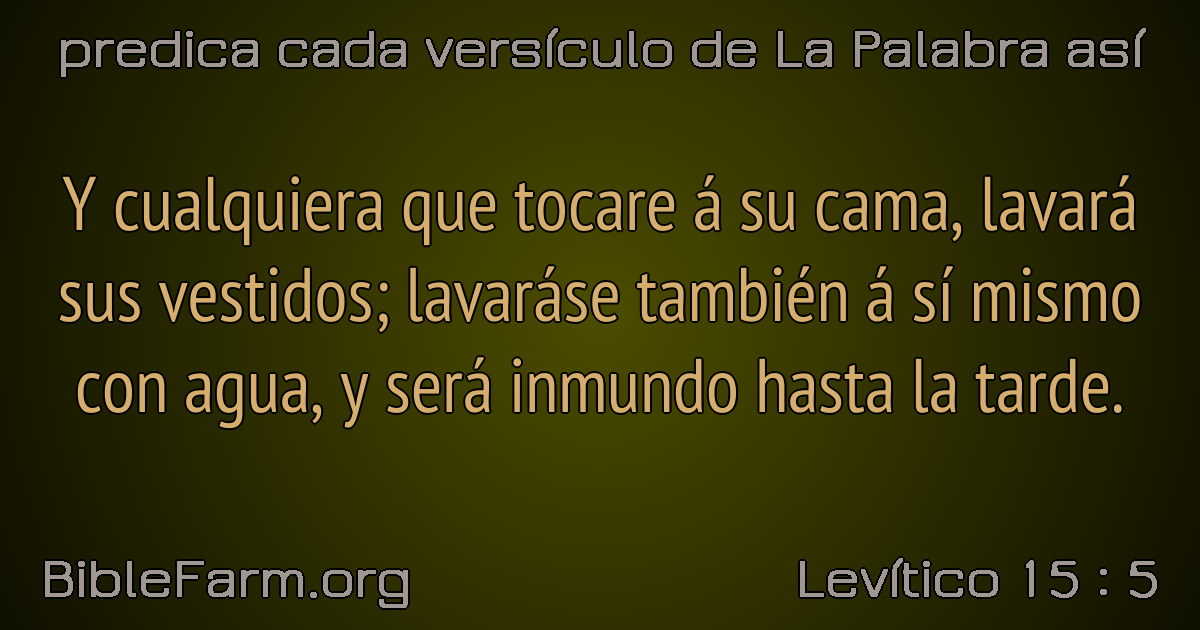 predica cada versículo de La Palabra así
Y cualquiera que tocare á su cama, lavará
sus vestidos; lavaráse también á sí mismo
con agua, y será inmundo hasta la tarde.
BibleFarm.org
Levítico 15 : 5